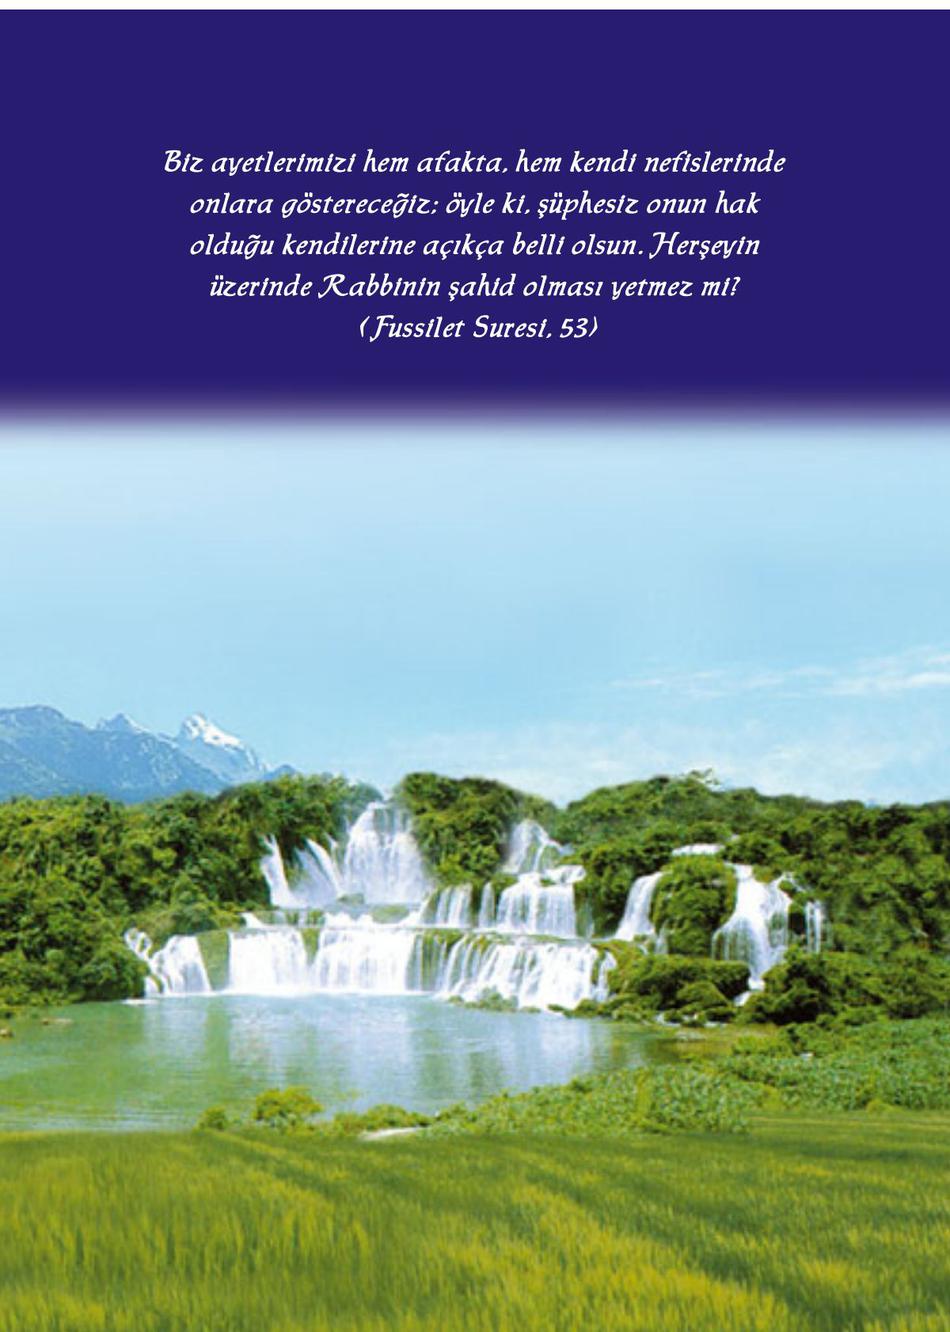 Biz ayetlerimizi hem afakta, hem kendi nefislerinde
onlara göstereceğiz; öyle ki, şüphesiz onun hak
olduğu kendilerine açıkça belli olsun. Herşeyin
üzerinde Rabbinin şahid olması yetmez mi?
(Fussilet Suresi, 53)